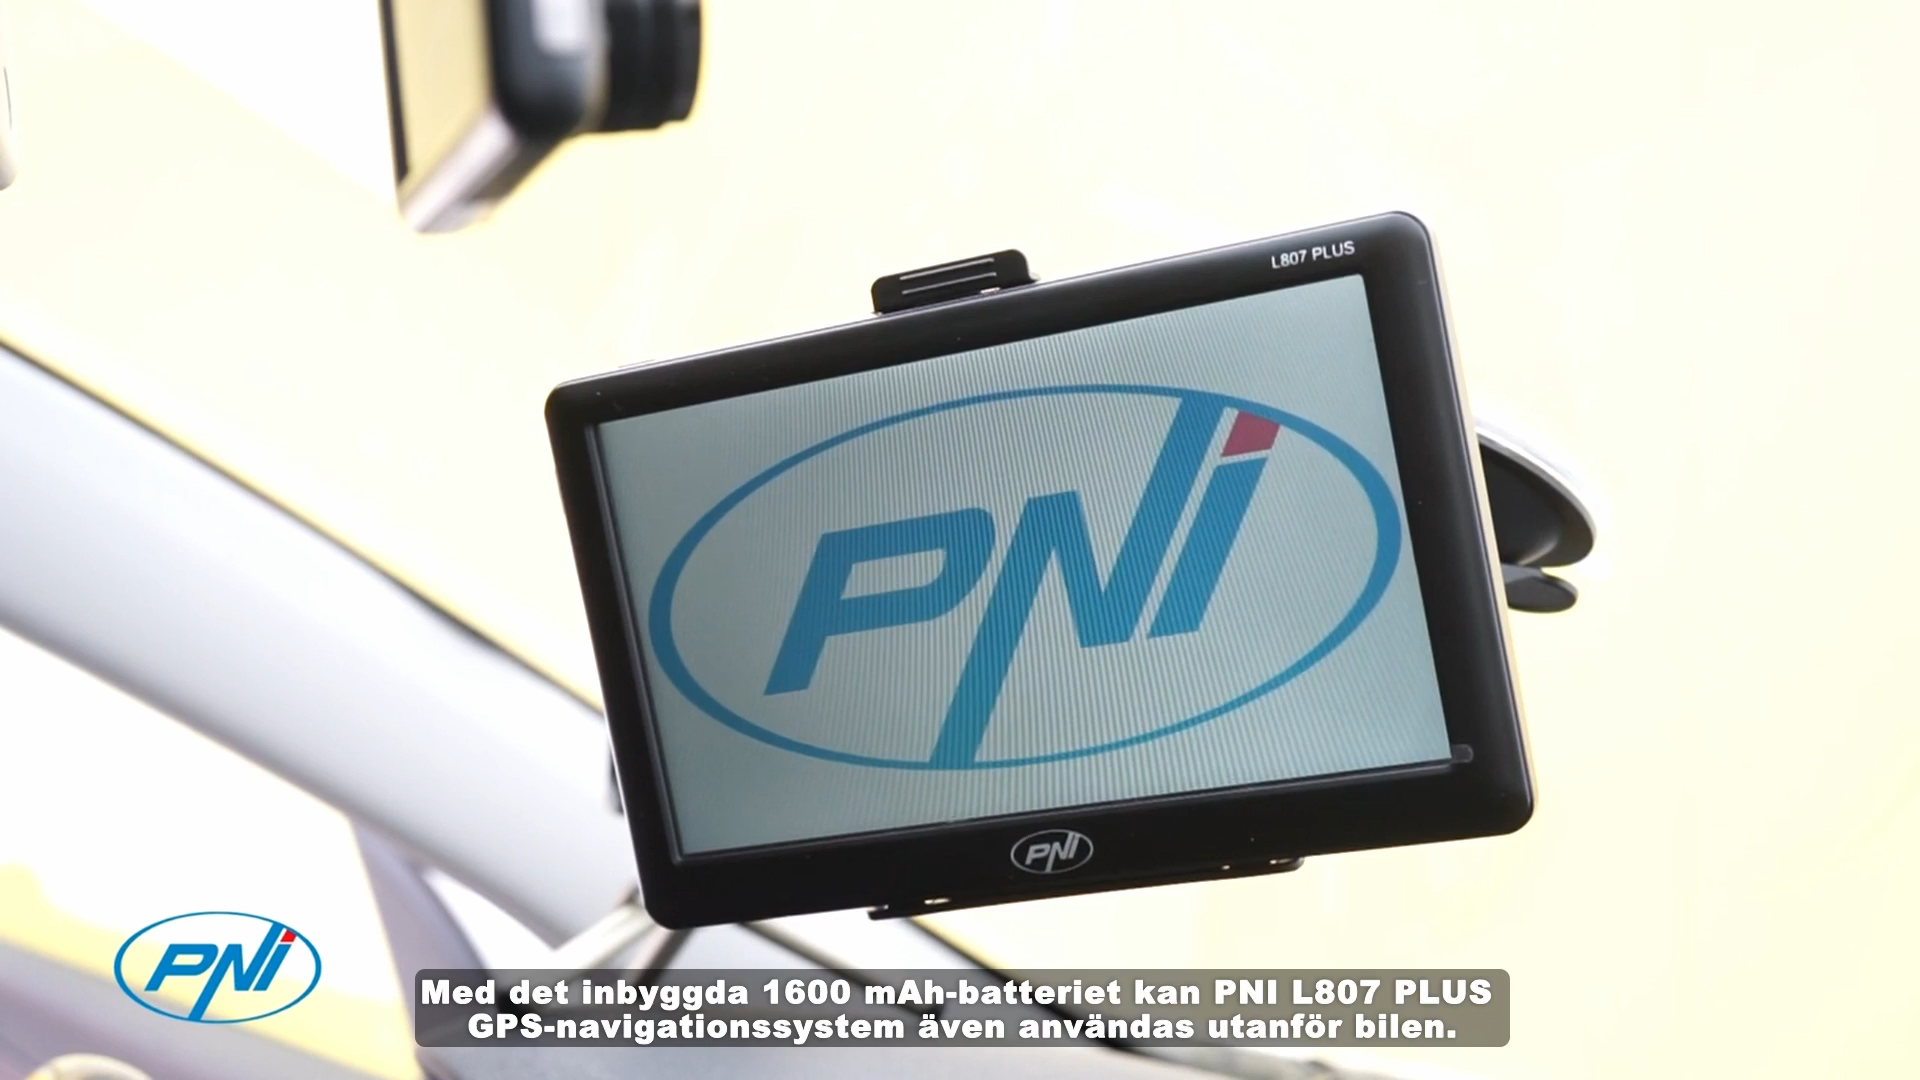 L807 PLUS
PNI
PNI
PNI
Med det inbyggda 1600 mAh-batteriet kan PNI L807 PLUS
GPS-navigationssystem även användas utanför bilen.